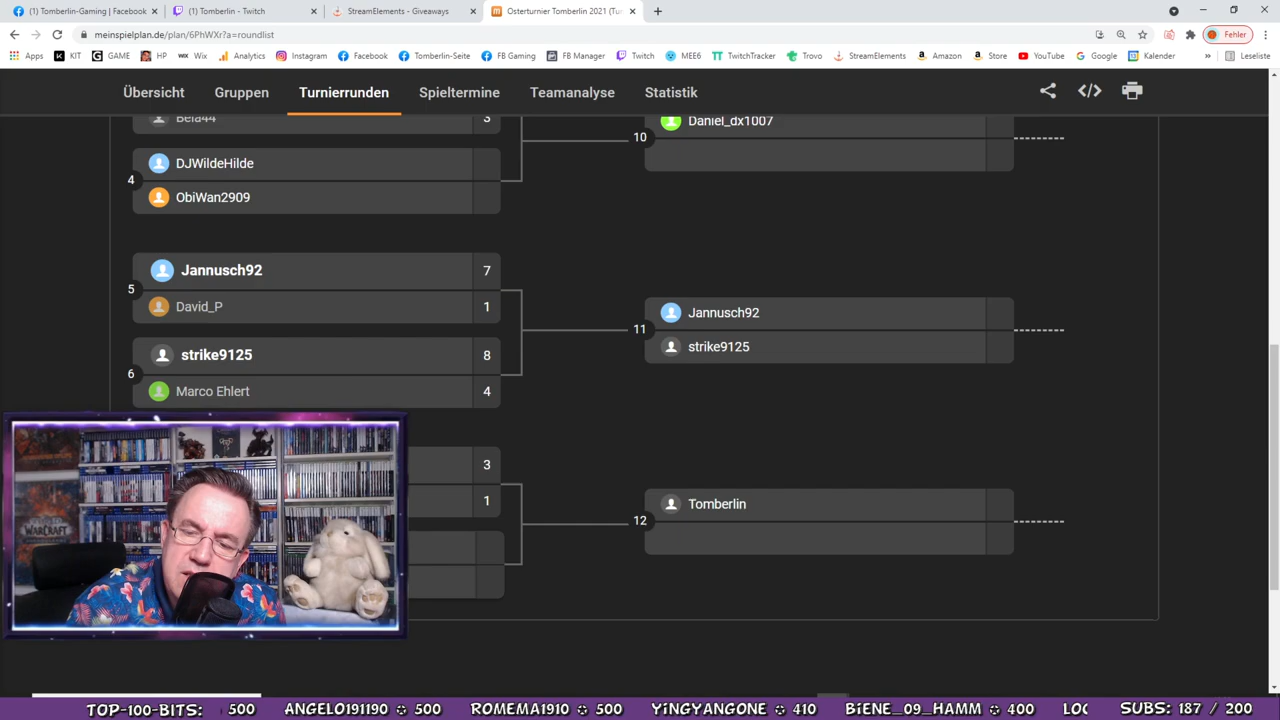 (1) Tomberlin-Gaming | Facebook
(1) Tomberlin - Twitch
StreamElements - Giveaways
Osterturnier Tomberlin 2021 (Tur
meinspielplan.de/plan/6PhWXr?a=roundlist
Fehler
Apps KIT GAME HP Wix Analytics Instagram Facebook Tomberlin-Seite FB Gaming FB Manager Twitch MEE6 TwitchTracker Trovo StreamElements Amazon Store YouTube Google Kalender » Leseliste
Übersicht Gruppen Turnierrunden Spieltermine Teamanalyse Statistik
Bela44 3
10 Daniel_dx1007
4 DJWildeHilde
ObiWan2909
5 Jannusch92 7
David_P 1
11 Jannusch92
strike9125
6 strike9125 8
Marco Ehlert 4
3
1
12 Tomberlin
WARCRAFT
TOP-100-BITS: 500 ANGELO191190 500 ROMEMA1910 500 YINGYANGONE 410 BIENE_09_HAMM 400 LOC SUBS: 187 / 200